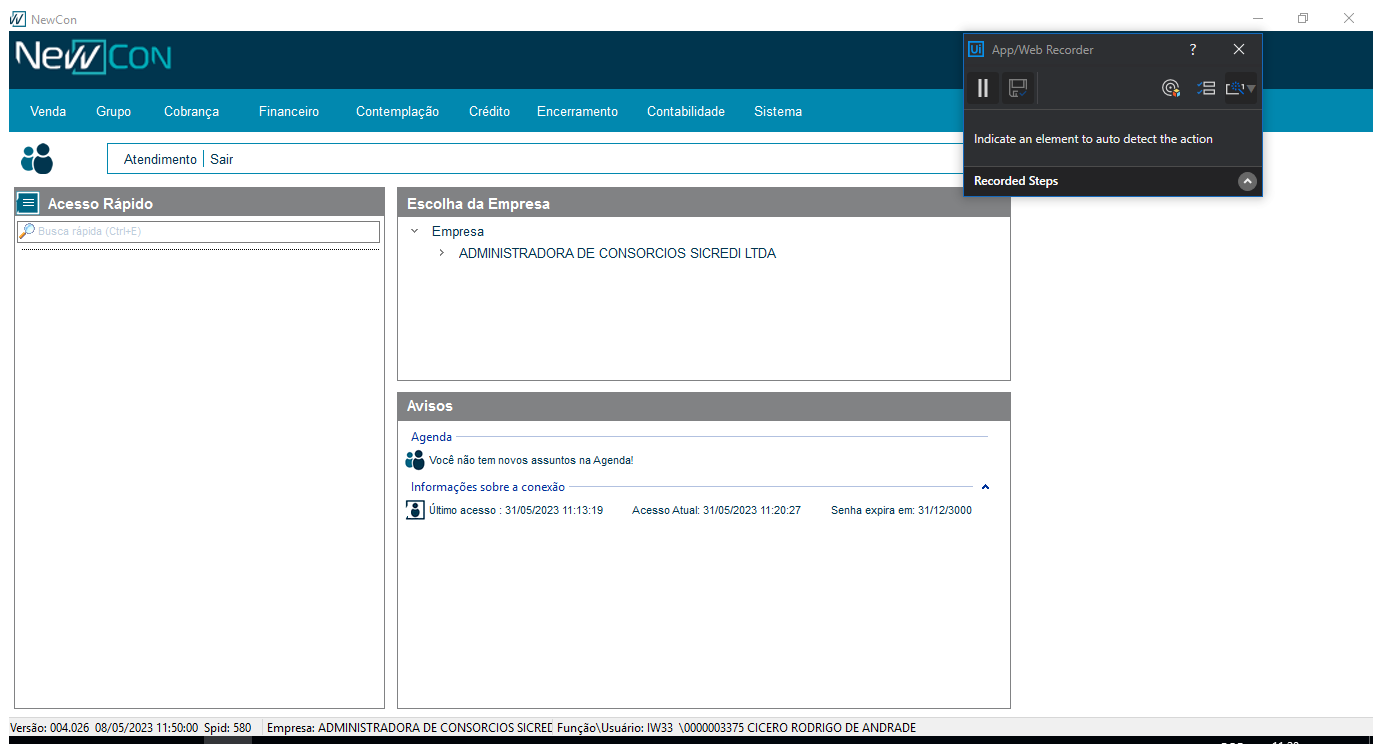 NewCon
NewCon
Venda Grupo Cobrança Financeiro Contemplação Crédito Encerramento Contabilidade Sistema
Atendimento | Sair
Ui App/Web Recorder ?
Indicate an element to auto detect the action
Recorded Steps
Acesso Rápido
Busca rápida (Ctrl+E)
Escolha da Empresa
Empresa
ADMINISTRADORA DE CONSORCIOS SICREDI LTDA
Avisos
Agenda
Você não tem novos assuntos na Agenda!
Informações sobre a conexão
Último acesso : 31/05/2023 11:13:19 Acesso Atual: 31/05/2023 11:20:27 Senha expira em: 31/12/3000
Versão: 004.026 08/05/2023 11:50:00 Spid: 580 Empresa: ADMINISTRADORA DE CONSORCIOS SICREI Função\Usuário: IW33 \0000003375 CICERO RODRIGO DE ANDRADE